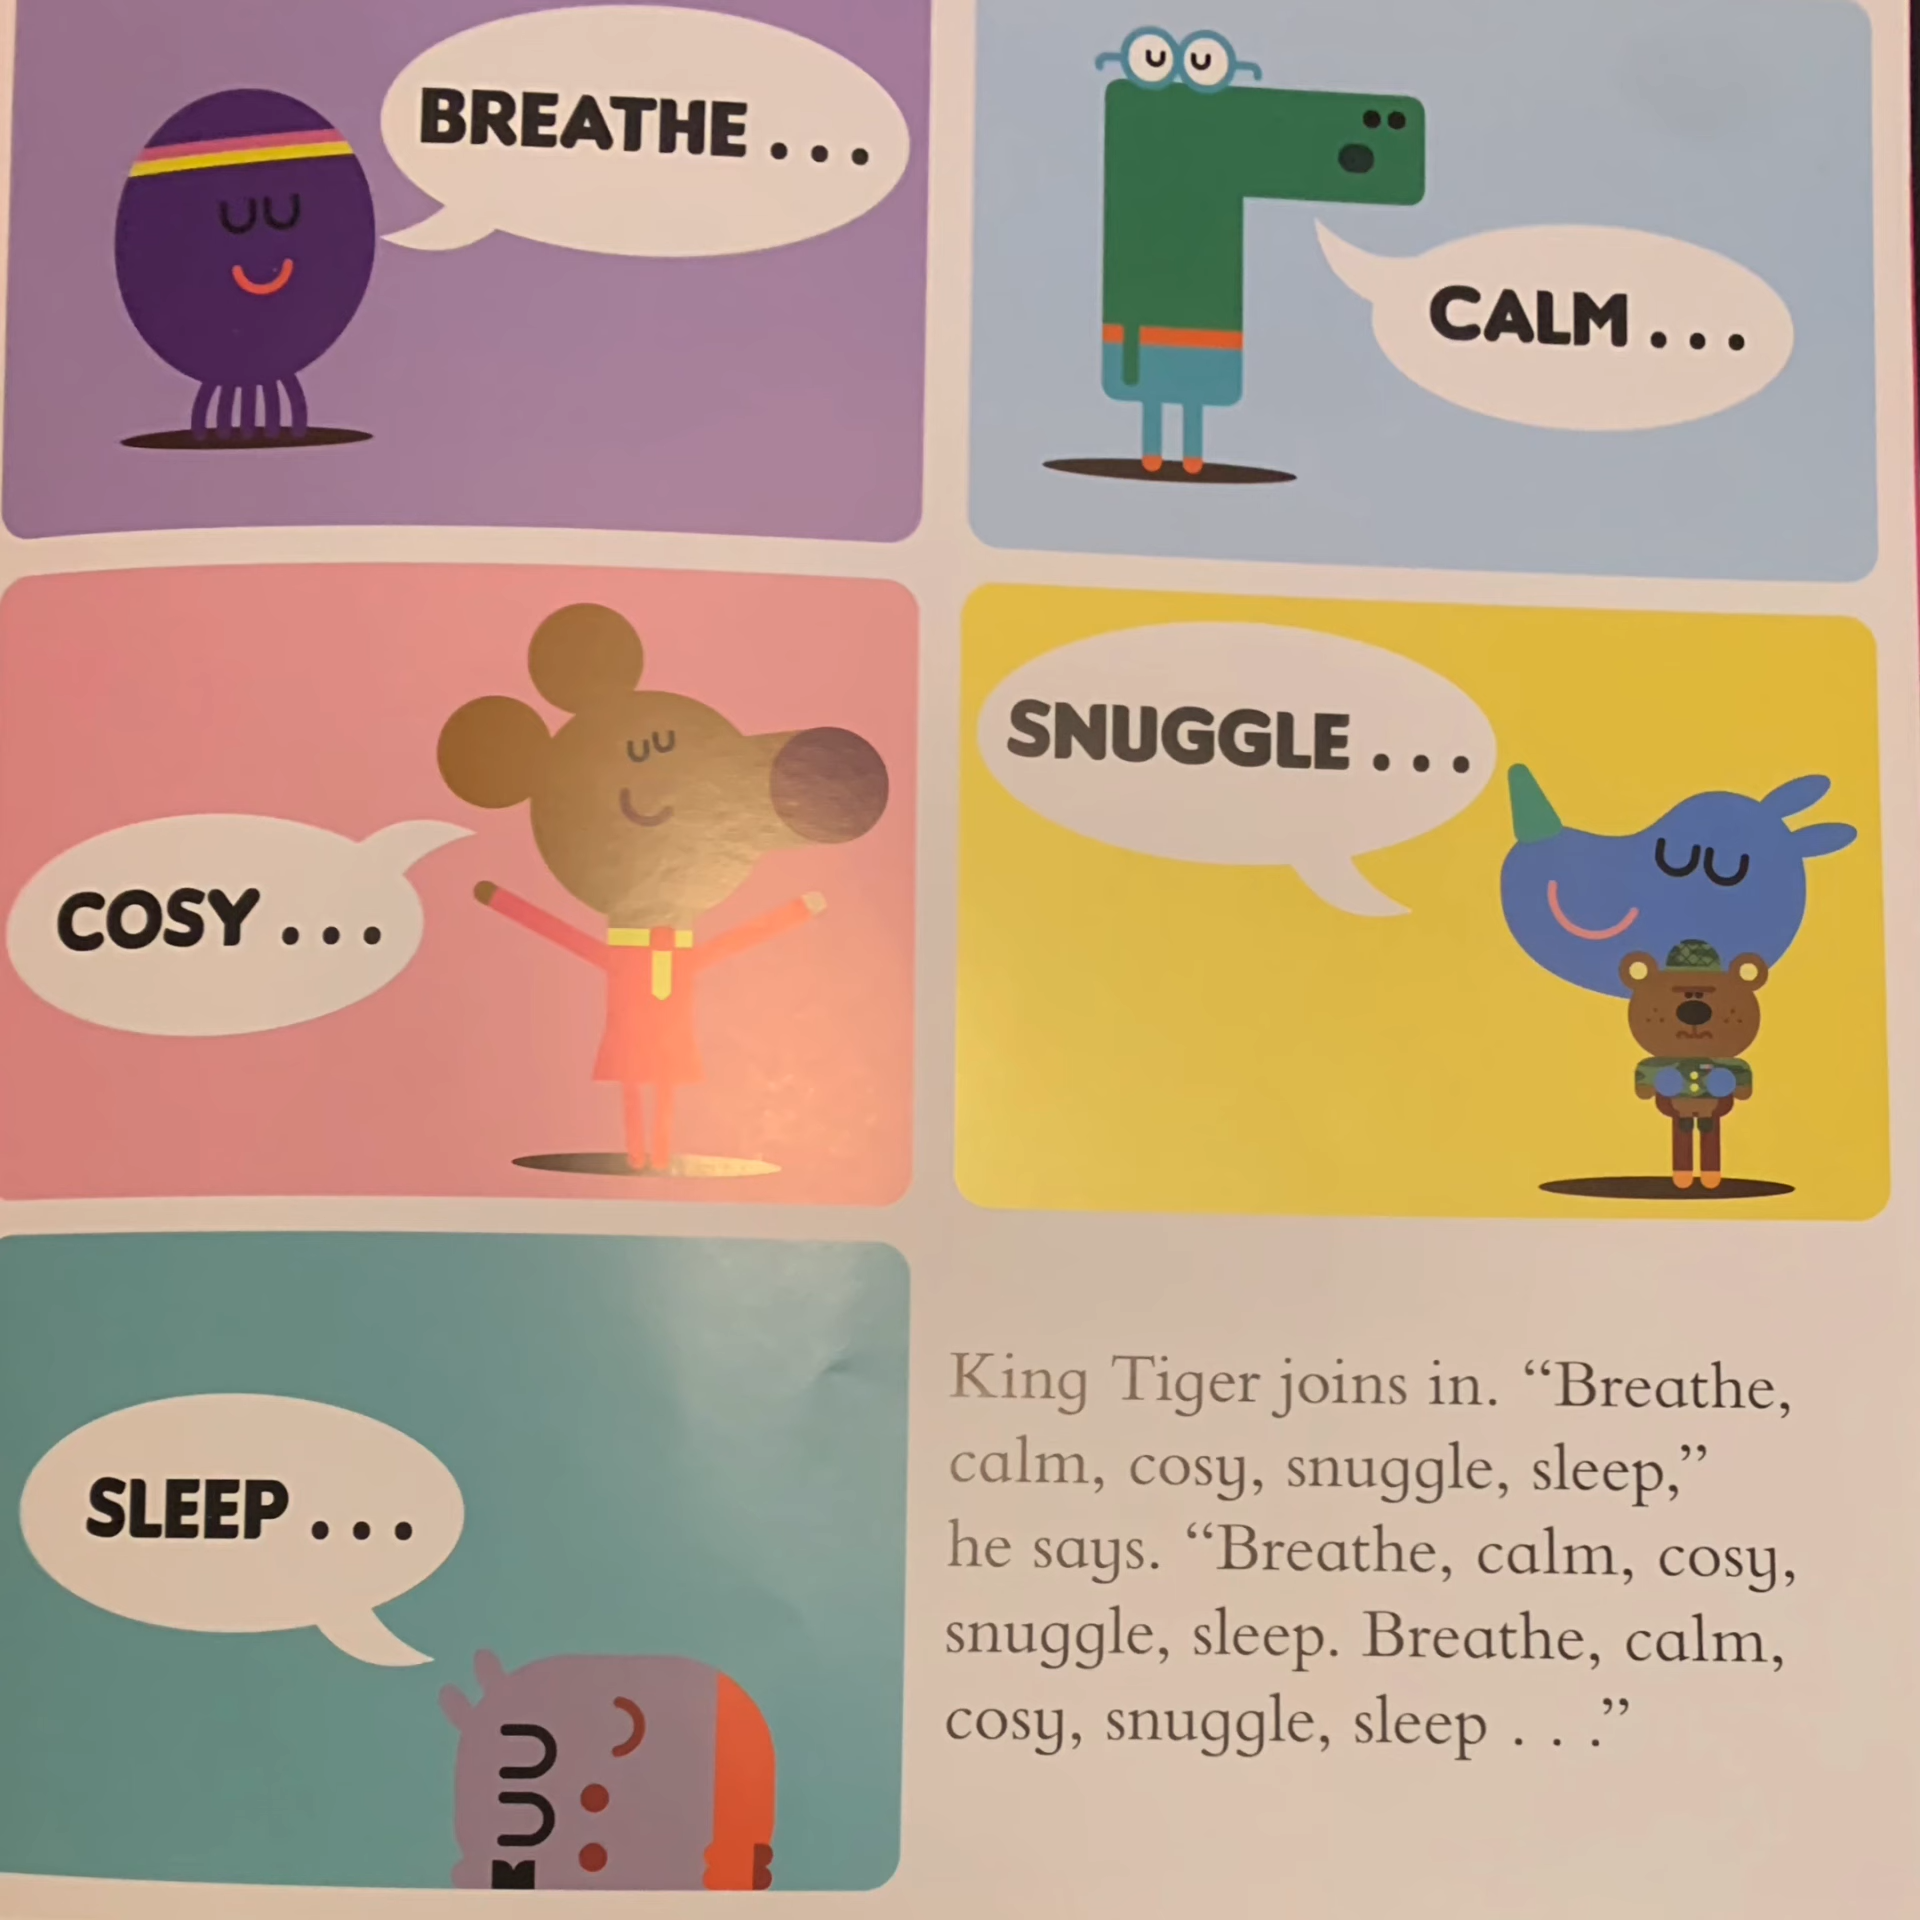 BREATHE...
CALM...
COSY...
SNUGGLE...
SLEEP...
King Tiger joins in. “Breathe,
calm, cosy, snuggle, sleep,”
he says. “Breathe, calm, cosy,
snuggle, sleep. Breathe, calm,
cosy, snuggle, sleep . . .”